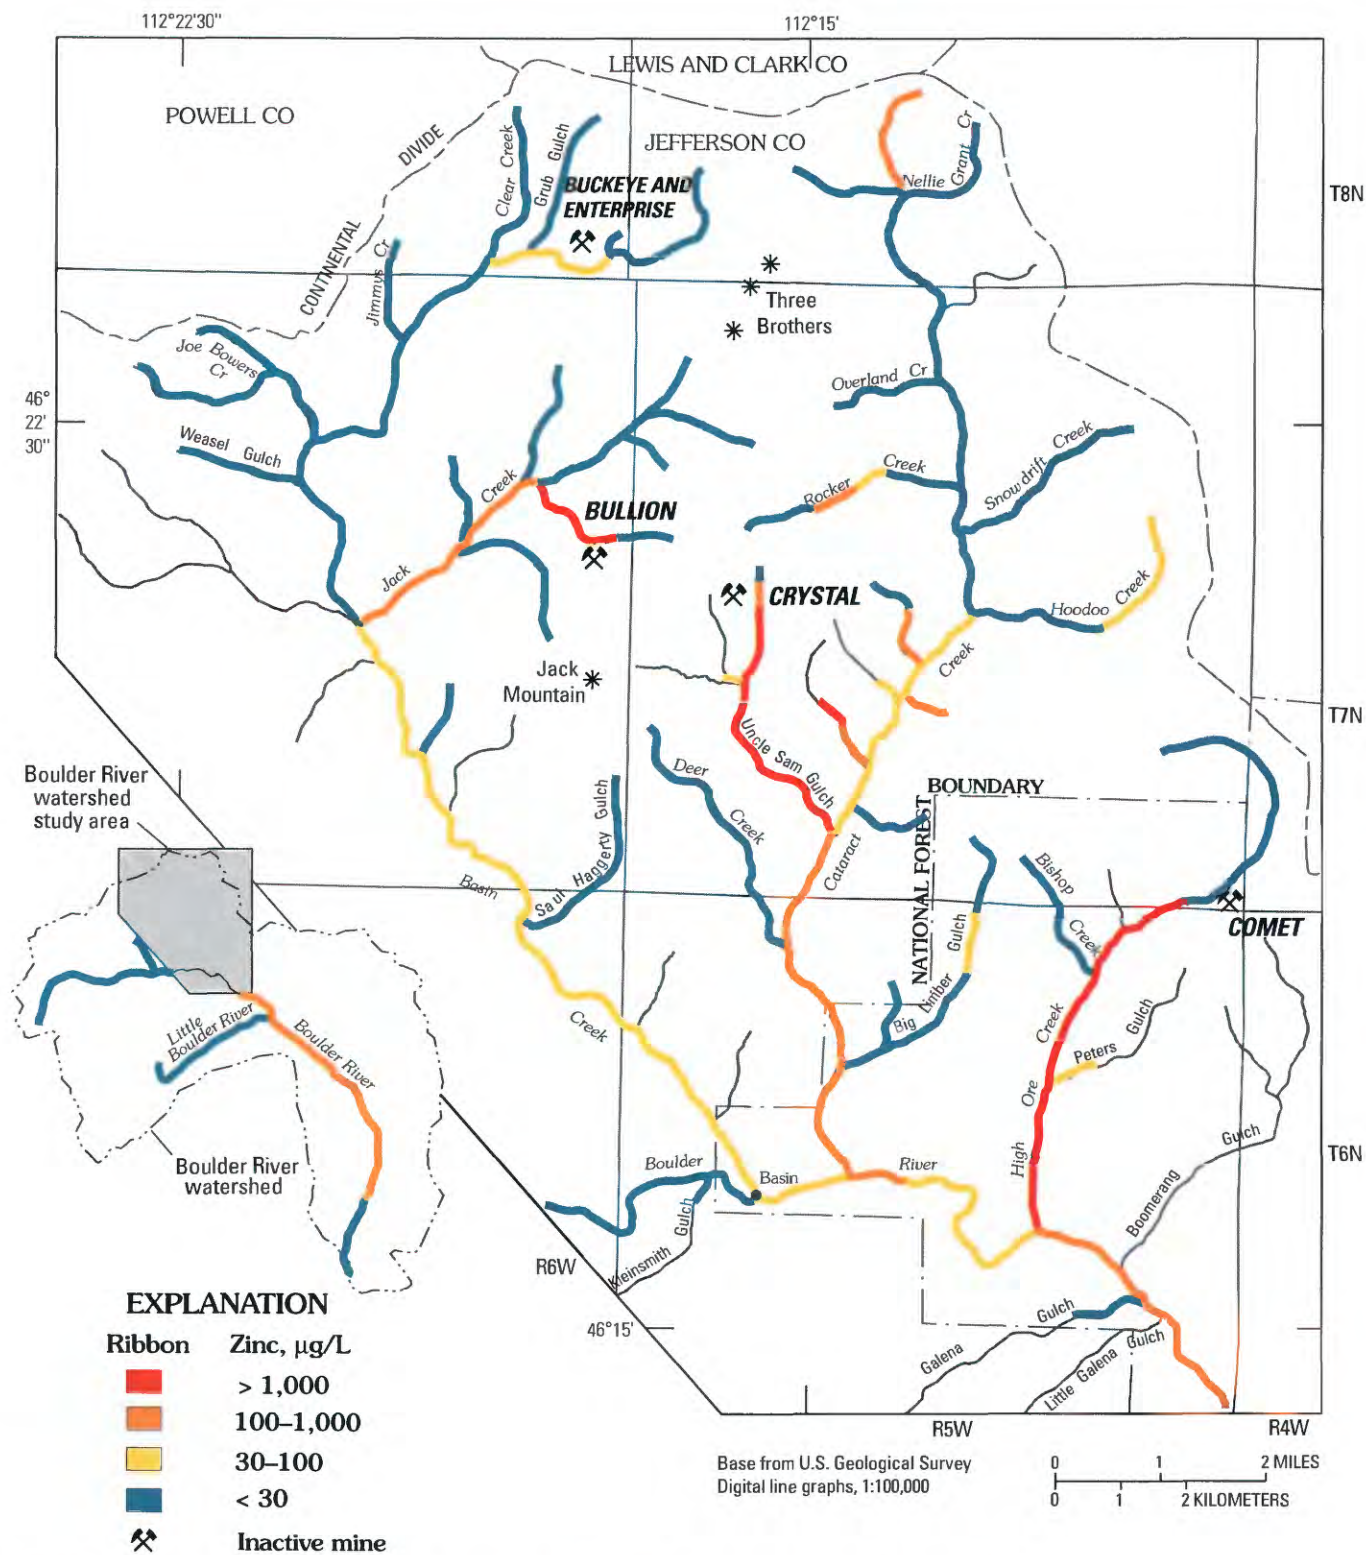 112°22'30"
112°15'
LEWIS AND CLARK CO
POWELL CO
JEFFERSON CO
DIVIDE
CONTINENTAL
Clear Creek
Grub Gulch
BUCKEYE AND
ENTERPRISE
Nellie Grant Cr
T8N
Jimmys Cr
Three
Brothers
Joe Bowers
Cr
46°
22'
30"
Overland Cr
Weasel Gulch
Snowdrift Creek
Jack Creek
Rocker Creek
BULLION
CRYSTAL
Hoodoo Creek
Jack
Mountain
T7N
Uncle Sam Gulch
Deer Creek
Cataract Creek
Boulder River
watershed
study area
NATIONAL FOREST BOUNDARY
Basin Creek
Saul Haggerty Gulch
Bishop Creek
COMET
Big Limber Gulch
Little
Boulder River
Boulder River
High Ore Creek
Peters Gulch
Boulder River
watershed
Boulder River
Basin
Boomerang Gulch
T6N
Kleinsmith Gulch
R6W
46°15'
Galena Gulch
Little Galena Gulch
R5W
R4W
EXPLANATION
Ribbon Zinc, µg/L
> 1,000
100–1,000
30–100
< 30
Inactive mine
Base from U.S. Geological Survey
Digital line graphs, 1:100,000
0 1 2 MILES
0 1 2 KILOMETERS